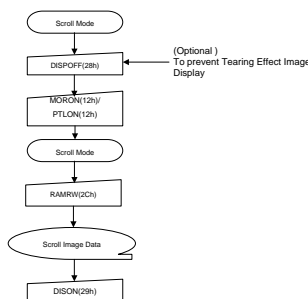 Scroll Mode
(Optional )
To prevent Tearing Effect Image
Display
DISPOFF(28h)
MORON(12h)/
PTLON(12h)
Scroll Mode
RAMRW(2Ch)
Scroll Image Data
DISON(29h)